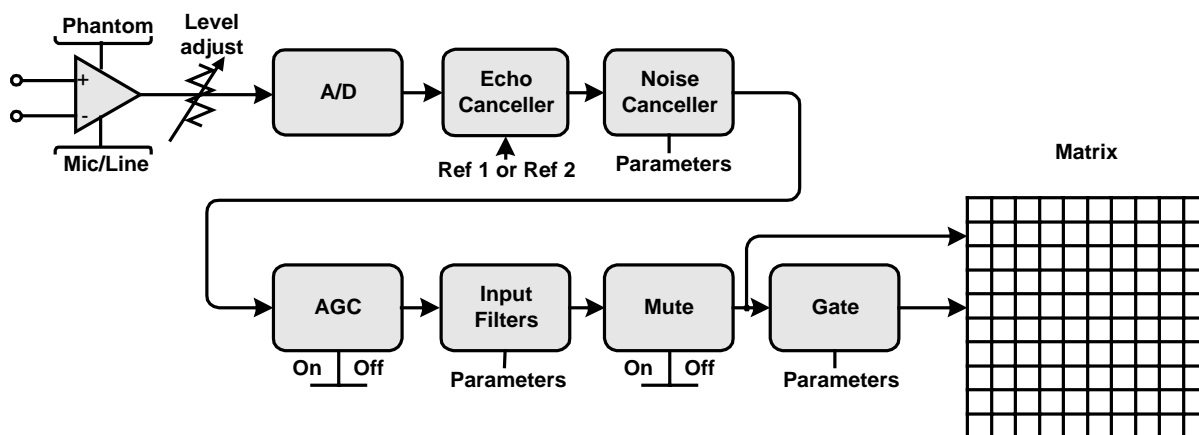 Phantom
Level
adjust
+
-
Mic/Line
A/D
Echo
Canceller
Ref 1 or Ref 2
Noise
Canceller
Parameters
Matrix
AGC
On Off
Input
Filters
Parameters
Mute
On Off
Gate
Parameters